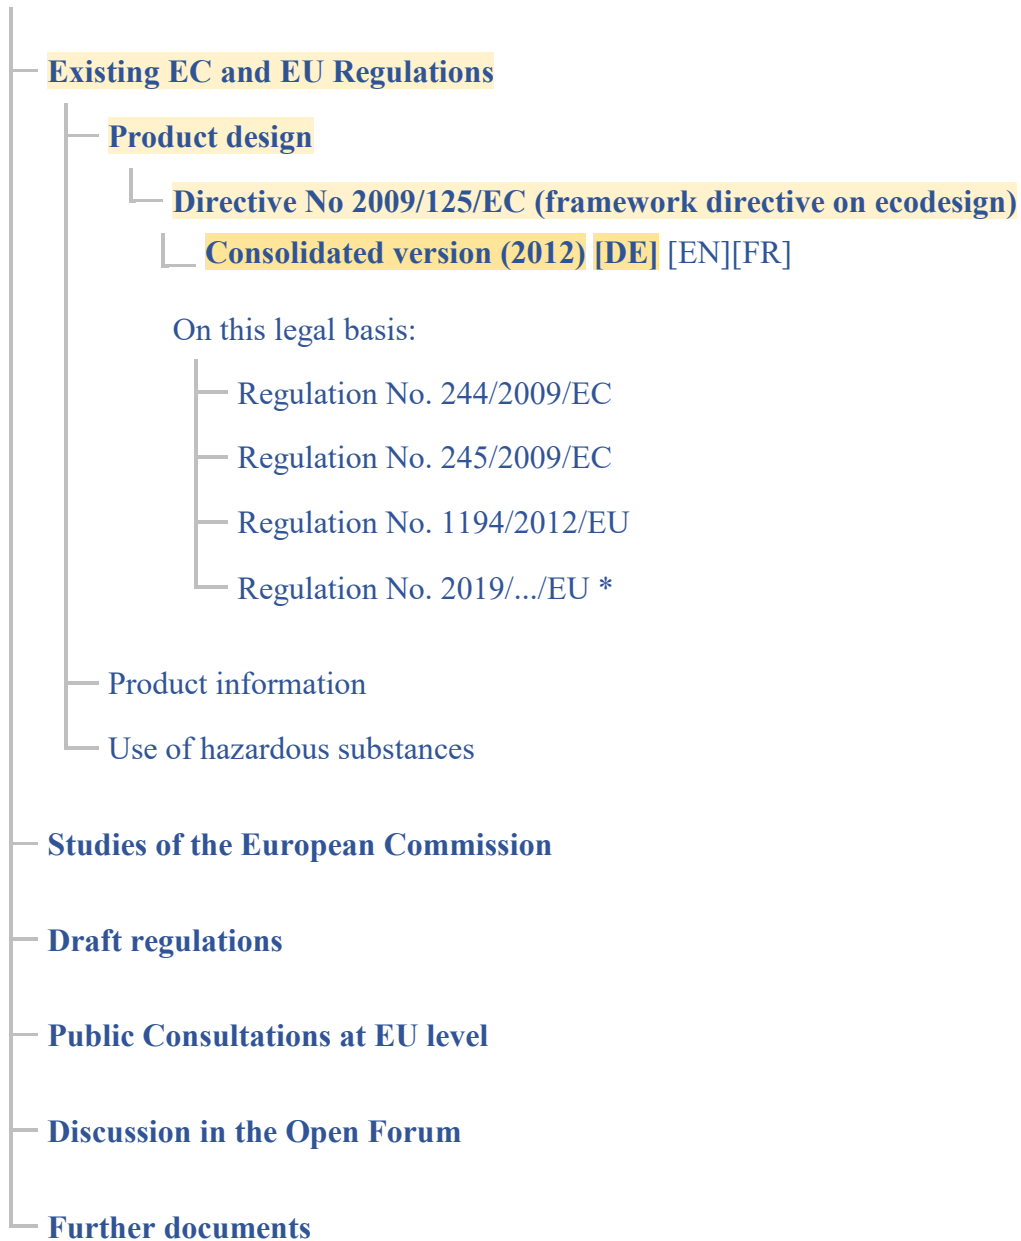 Existing EC and EU Regulations
Product design
Directive No 2009/125/EC (framework directive on ecodesign)
Consolidated version (2012) [DE] [EN][FR]
On this legal basis:
Regulation No. 244/2009/EC
Regulation No. 245/2009/EC
Regulation No. 1194/2012/EU
Regulation No. 2019/.../EU *
Product information
Use of hazardous substances
Studies of the European Commission
Draft regulations
Public Consultations at EU level
Discussion in the Open Forum
Further documents